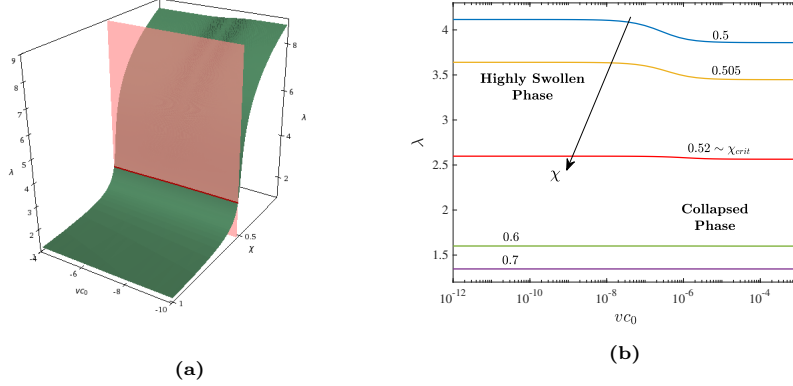 9
8
7
6
5
4
3
2
λ
-4
-6
-8
-10
vc₀
1
0.5
χ
8
6
4
2
λ
(a)
4
3.5
3
2.5
2
1.5
λ
0.5
0.505
Highly Swollen
Phase
0.52 ~ χcrit
χ
Collapsed
Phase
0.6
0.7
10⁻¹² 10⁻¹⁰ 10⁻⁸ 10⁻⁶ 10⁻⁴
vc₀
(b)